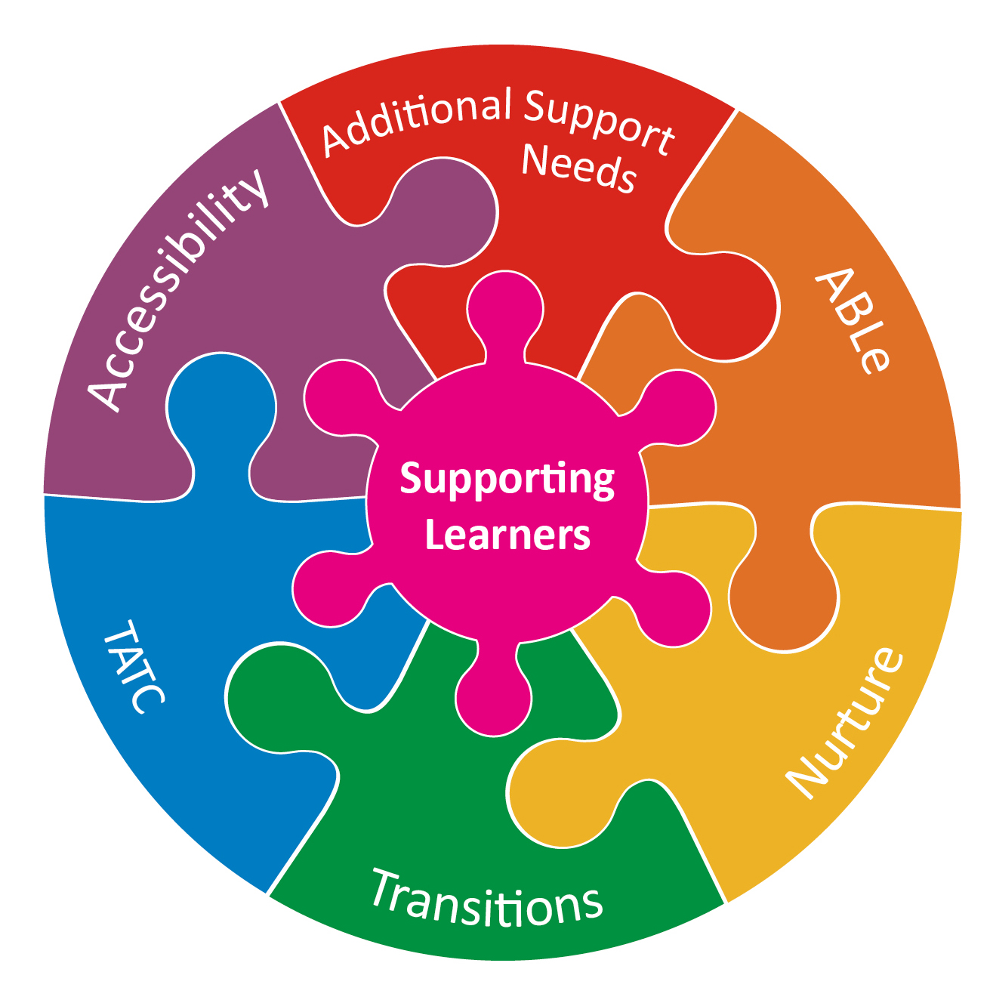 Additional Support
Needs
ABLe
Nurture
Transitions
TATC
Accessibility
Supporting
Learners